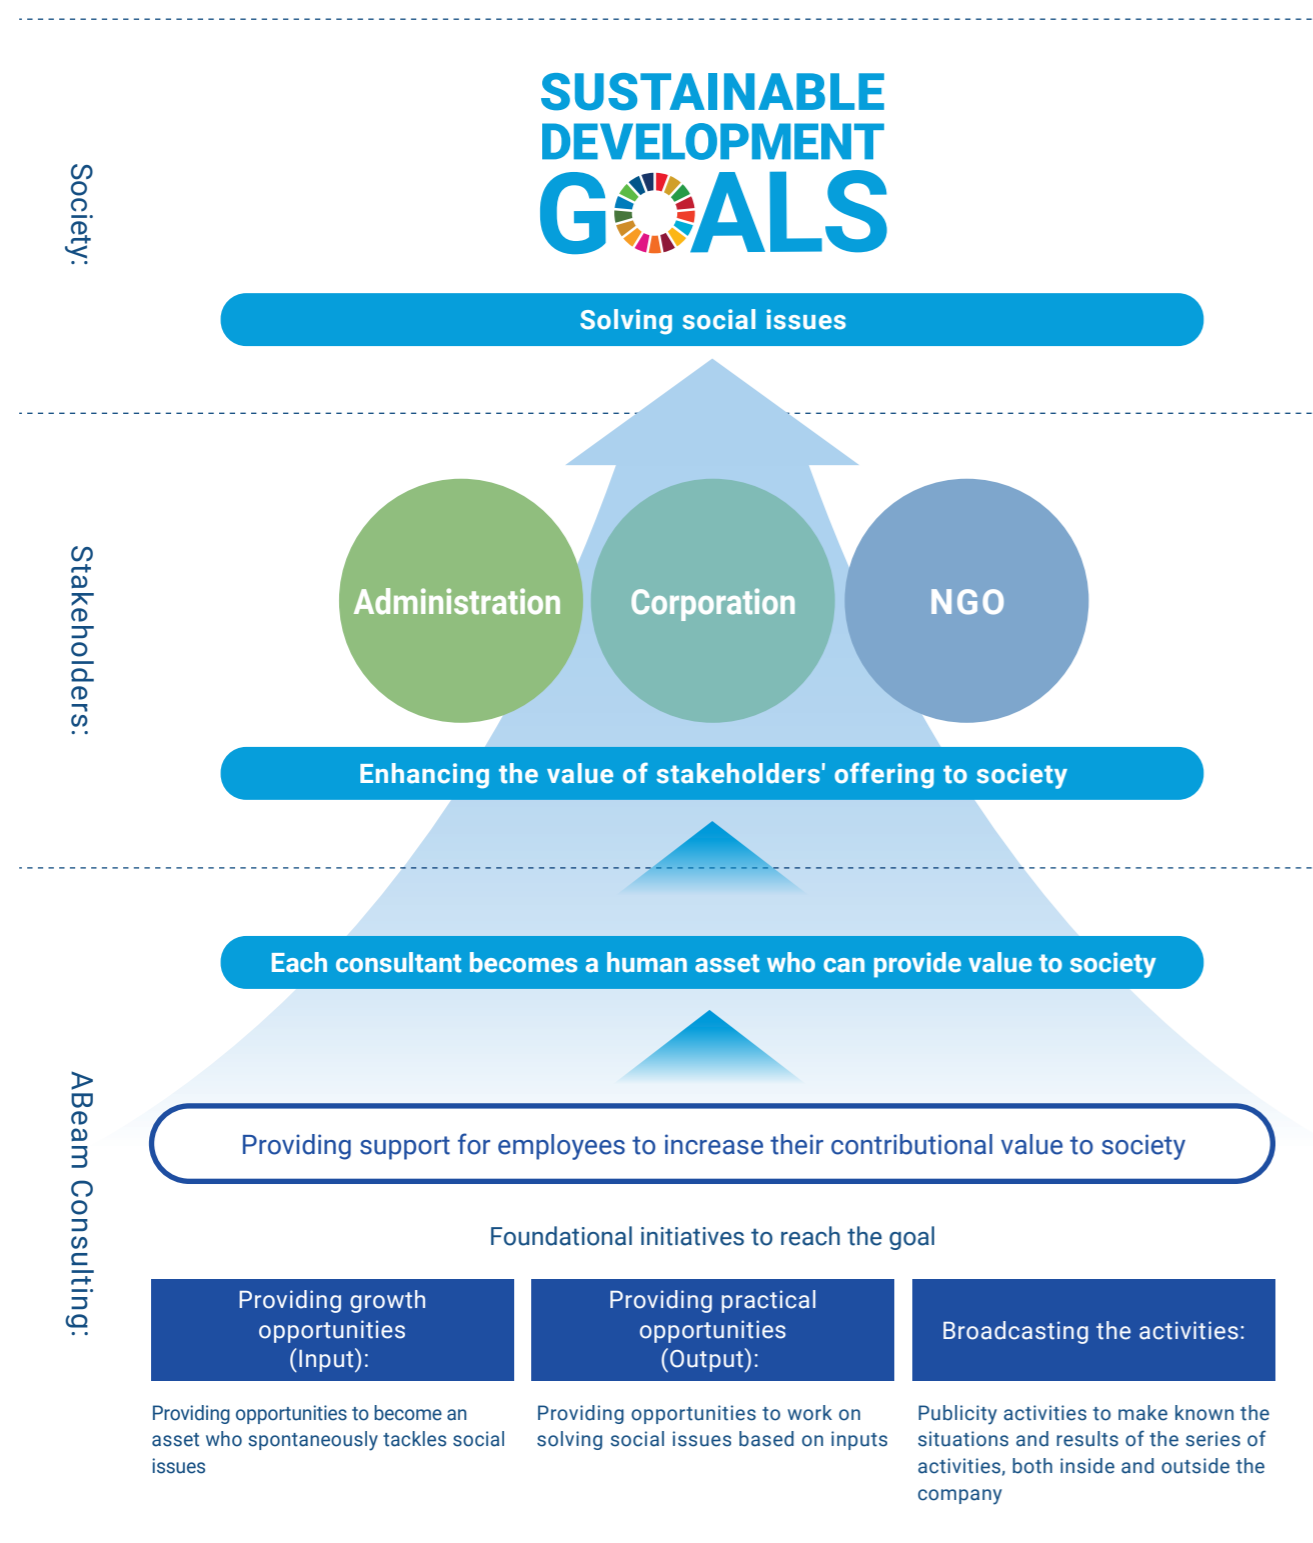 Society:
SUSTAINABLE
DEVELOPMENT
GOALS
Solving social issues
Stakeholders:
Administration
Corporation
NGO
Enhancing the value of stakeholders' offering to society
ABeam Consulting:
Each consultant becomes a human asset who can provide value to society
Providing support for employees to increase their contributional value to society
Foundational initiatives to reach the goal
Providing growth
opportunities
(Input):
Providing opportunities to become an
asset who spontaneously tackles social
issues
Providing practical
opportunities
(Output):
Providing opportunities to work on
solving social issues based on inputs
Broadcasting the activities:
Publicity activities to make known the
situations and results of the series of
activities, both inside and outside the
company